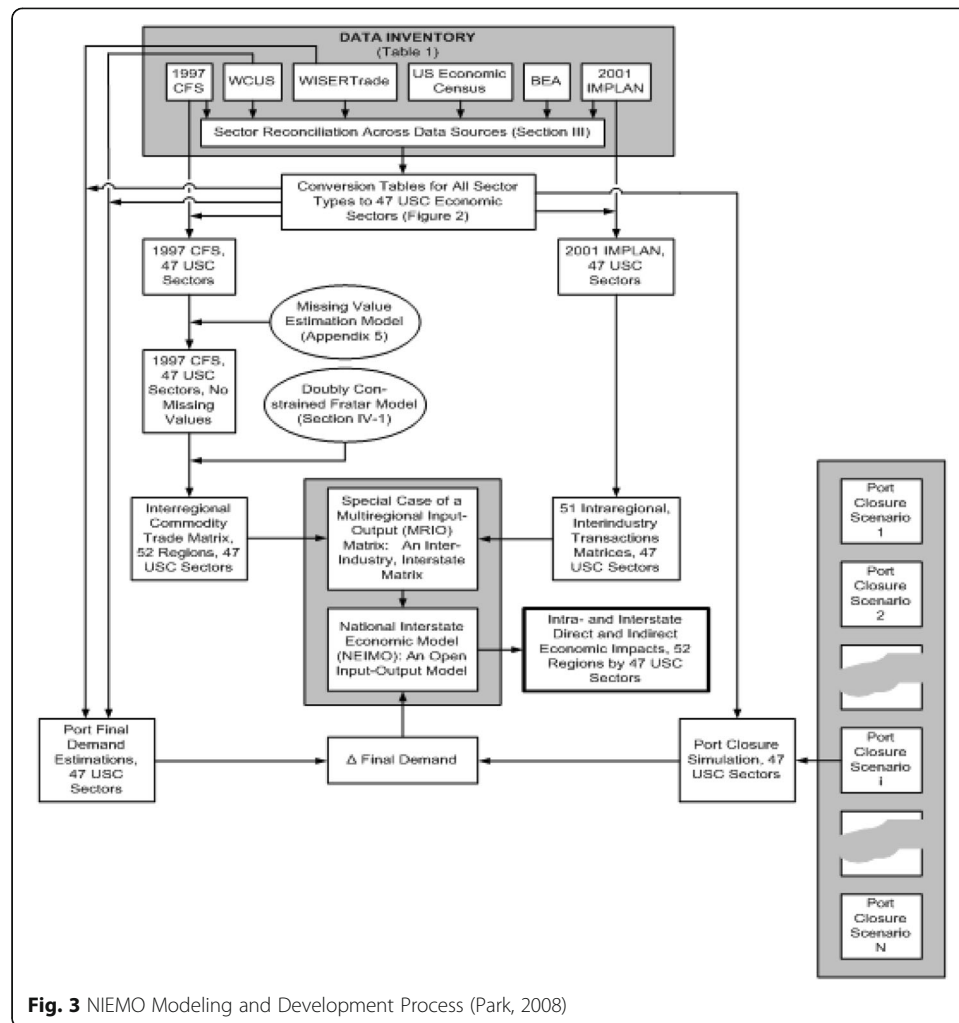 DATA INVENTORY
(Table 1)
1997
CFS
WCUS
WISERTrade
US Economic
Census
BEA
2001
IMPLAN
Sector Reconciliation Across Data Sources (Section III)
Conversion Tables for All Sector
Types to 47 USC Economic
Sectors (Figure 2)
1997 CFS,
47 USC
Sectors
2001 IMPLAN,
47 USC
Sectors
Missing Value
Estimation Model
(Appendix 5)
1997 CFS,
47 USC
Sectors, No
Missing Values
Doubly Con-
strained Fratar Model
(Section IV-1)
Interregional
Commodity
Trade Matrix,
52 Regions, 47
USC Sectors
Special Case of a
Multiregional Input-
Output (MRIO)
Matrix: An Inter-
Industry, Interstate
Matrix
51 Intraregional,
Interindustry
Transactions
Matrices, 47
USC Sectors
National Interstate
Economic Model
(NEIMO): An Open
Input-Output Model
Intra- and Interstate
Direct and Indirect
Economic Impacts, 52
Regions by 47 USC
Sectors
Port Final
Demand
Estimations,
47 USC
Sectors
Δ Final Demand
Port Closure
Simulation, 47
USC Sectors
Port
Closure
Scenario
1
Port
Closure
Scenario
2
Port
Closure
Scenario
i
Port
Closure
Scenario
N
Fig. 3 NIEMO Modeling and Development Process (Park, 2008)